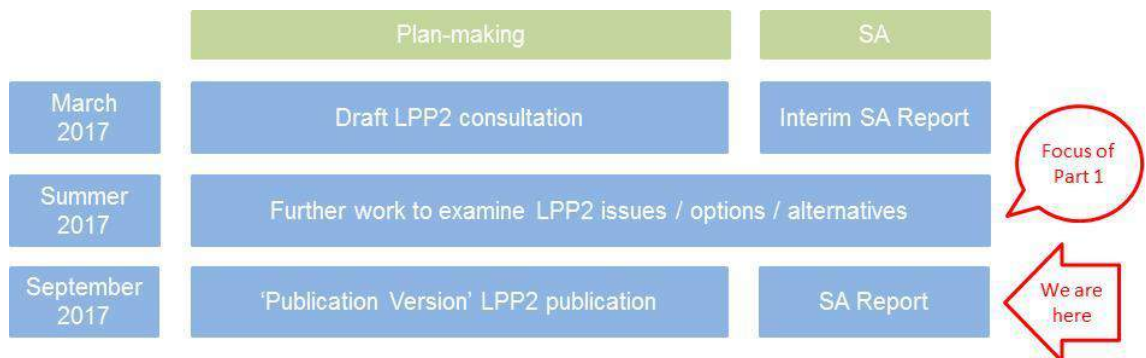 Plan-making
SA
March
2017
Draft LPP2 consultation
Interim SA Report
Focus of
Part 1
Summer
2017
Further work to examine LPP2 issues / options / alternatives
September
2017
‘Publication Version’ LPP2 publication
SA Report
We are
here